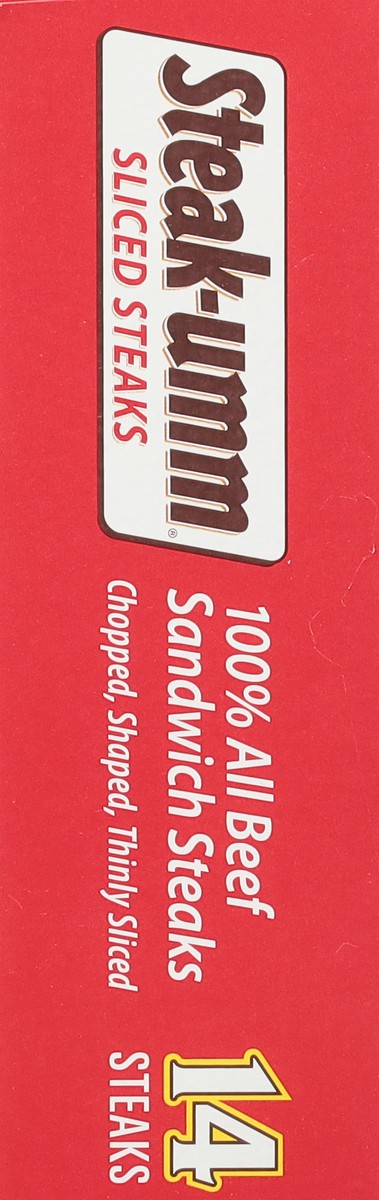 Steak-umm®
SLICED STEAKS
100% All Beef
Sandwich Steaks
Chopped, Shaped, Thinly Sliced
14
STEAKS